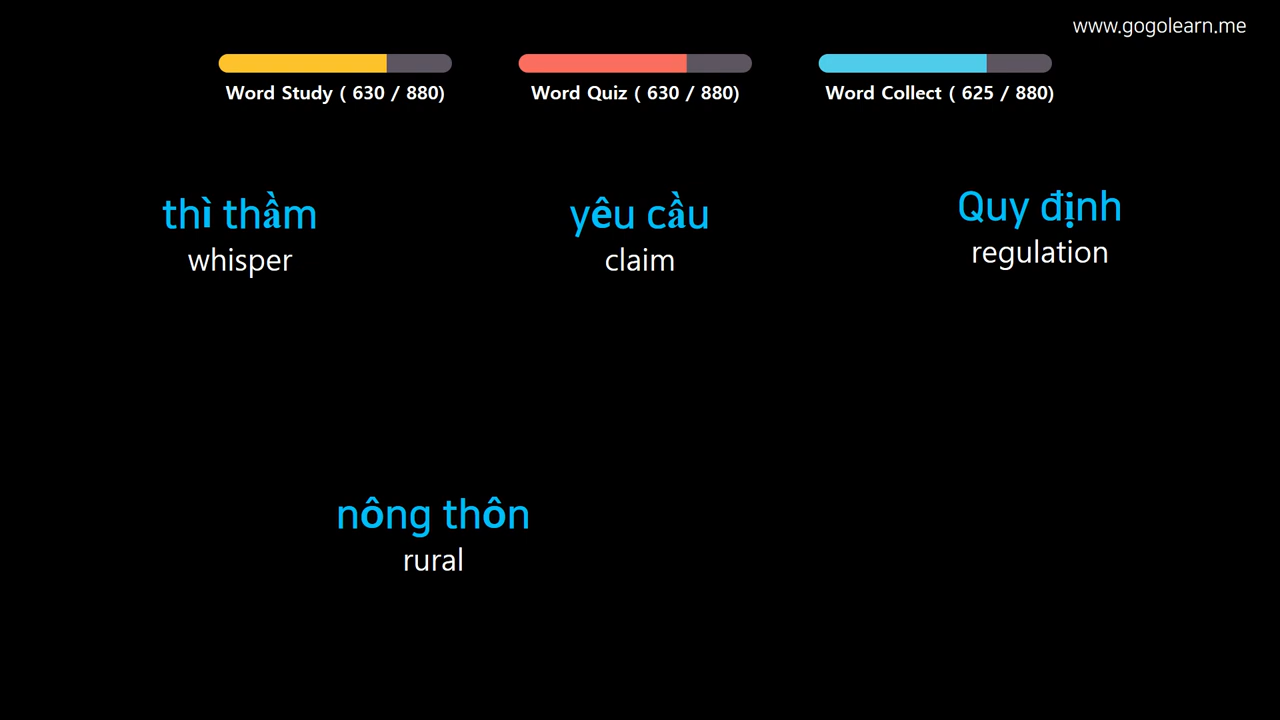 www.gogolearn.me
Word Study ( 630 / 880)
Word Quiz ( 630 / 880)
Word Collect ( 625 / 880)
thì thầm
whisper
yêu cầu
claim
Quy định
regulation
nông thôn
rural